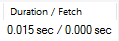 Duration / Fetch
0.015 sec / 0.000 sec